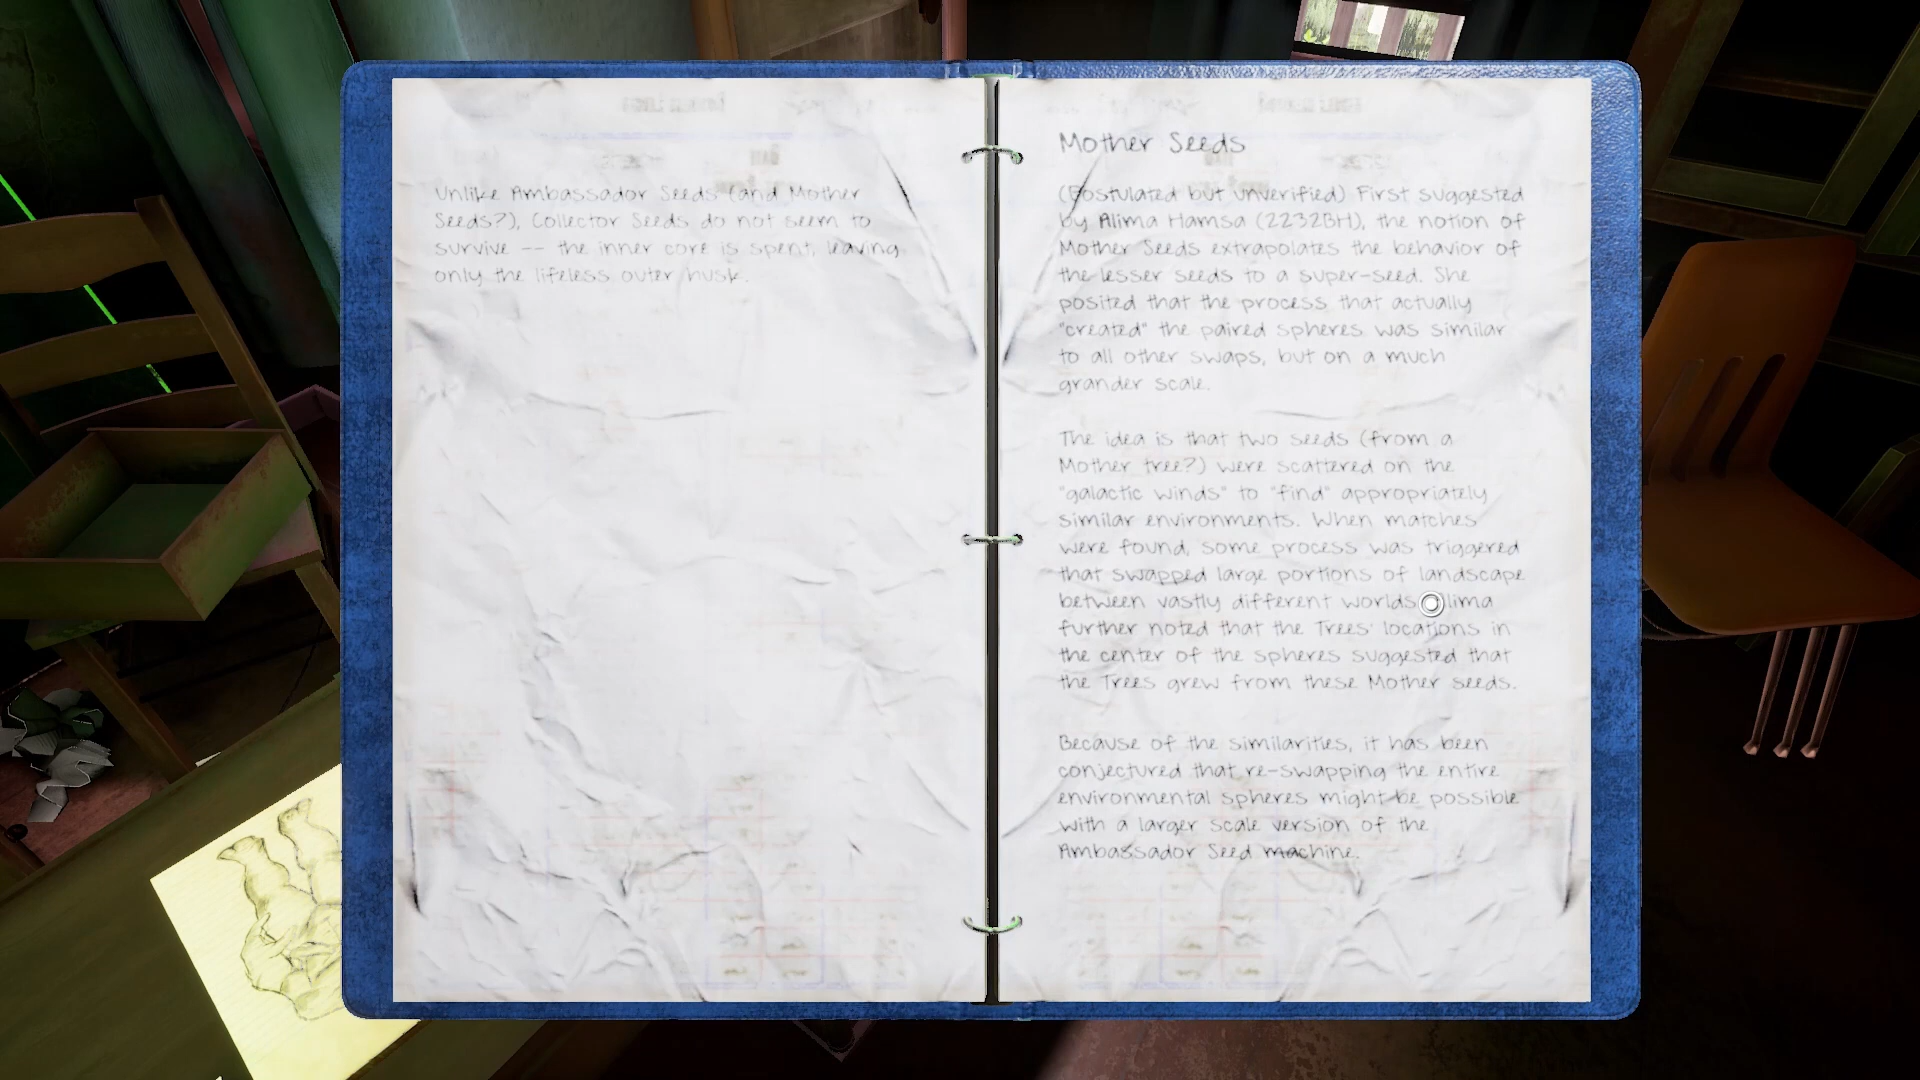 Unlike Ambassador Seeds (and Mother
Seeds?), Collector Seeds do not seem to
survive -- the inner core is spent, leaving
only the lifeless outer husk.
Mother Seeds
(Postulated but unverified) First suggested
by Alima Hamsa (2232BH), the notion of
Mother Seeds extrapolates the behavior of
the lesser seeds to a super-seed. She
posited that the process that actually
"created" the paired spheres was similar
to all other swaps, but on a much
grander scale.
The idea is that two seeds (from a
Mother tree?) were scattered on the
"galactic winds" to "find" appropriately
similar environments. When matches
were found, some process was triggered
that swapped large portions of landscape
between vastly different worlds. Alima
further noted that the Trees' locations in
the center of the spheres suggested that
the Trees grew from these Mother seeds.
Because of the similarities, it has been
conjectured that re-swapping the entire
environmental spheres might be possible
with a larger scale version of the
Ambassador Seed machine.